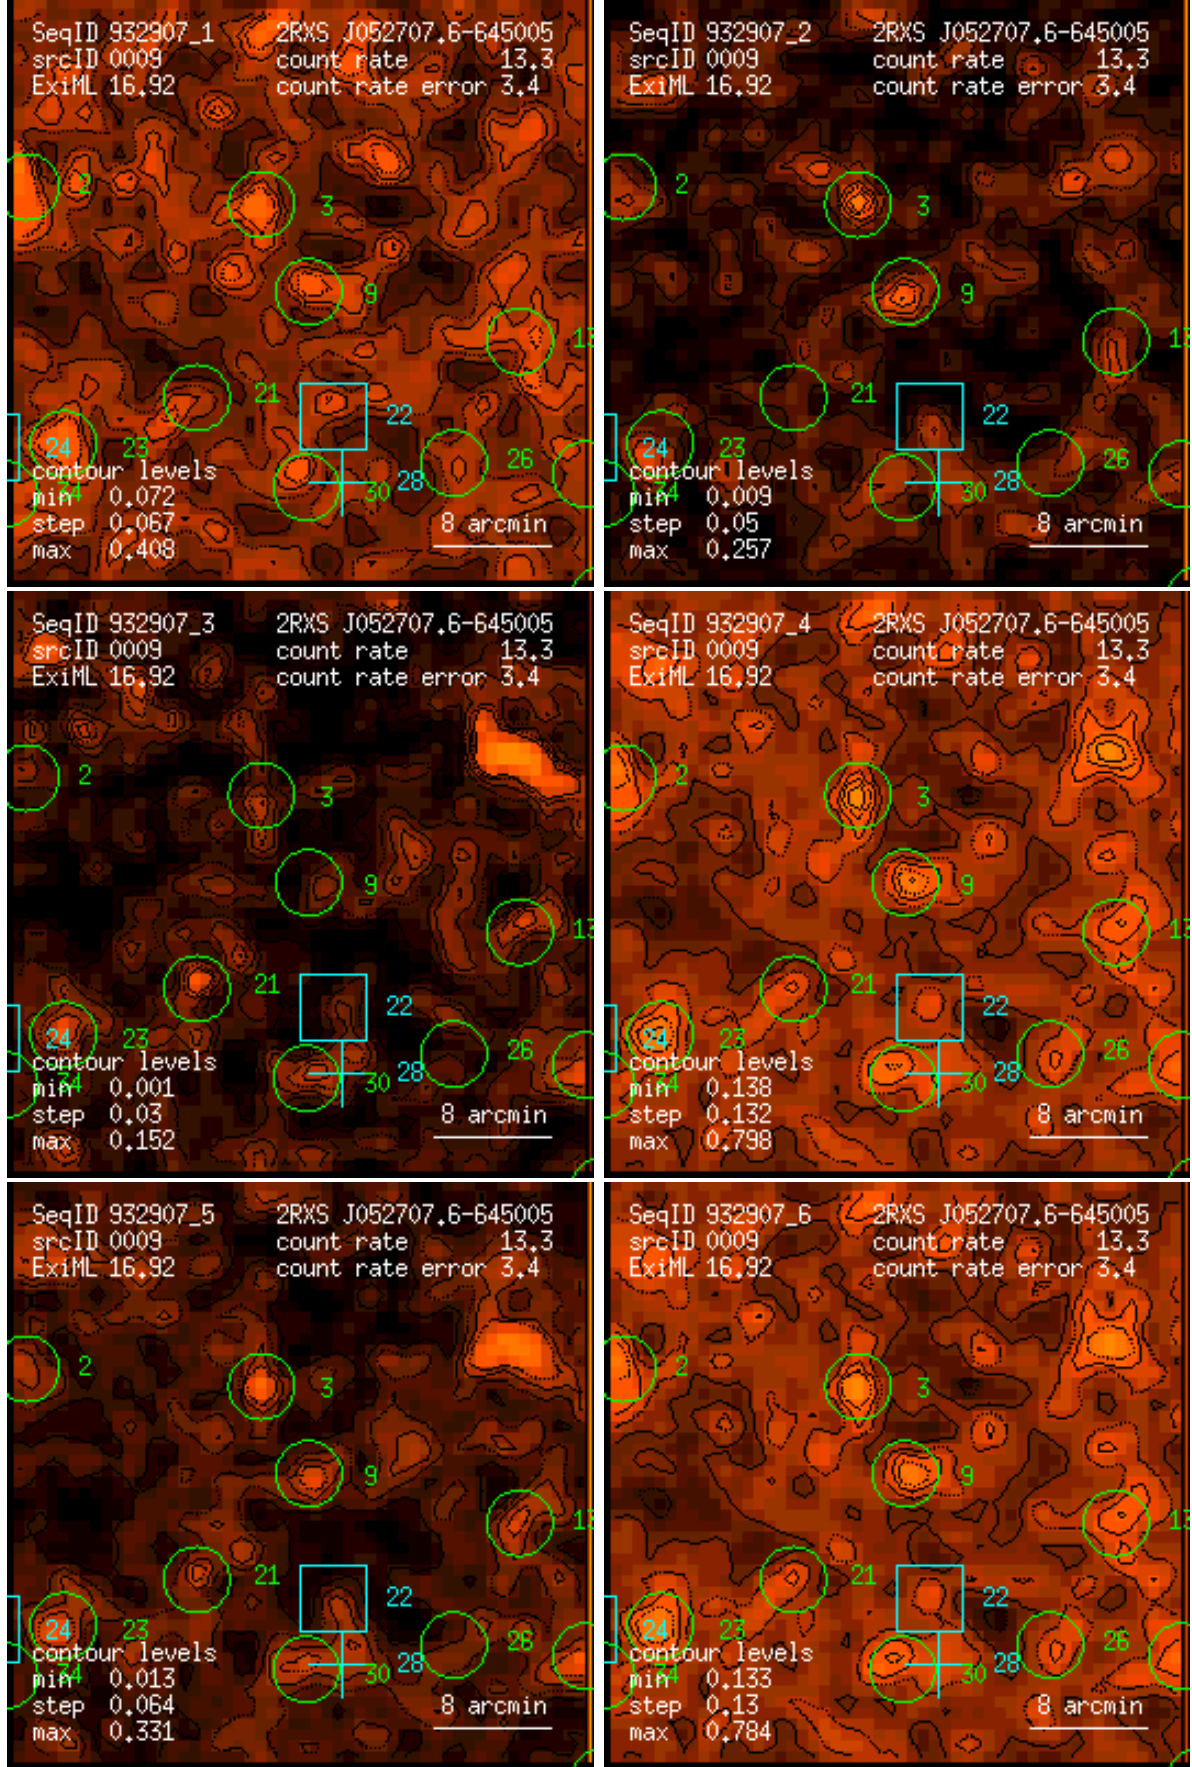 SeqID 932907_1 2RXS J052707.6-645005
srcID 0009 count rate 13.3
ExiML 16.92 count rate error 3.4
2
3
9
13
21
22
24 23 26
contour levels
34 30 28
min 0.072
step 0.067 8 arcmin
max 0.408
SeqID 932907_2 2RXS J052707.6-645005
srcID 0009 count rate 13.3
ExiML 16.92 count rate error 3.4
2
3
9
13
21
22
24 23 26
contour levels
34 30 28
min 0.009
step 0.05 8 arcmin
max 0.257
SeqID 932907_3 2RXS J052707.6-645005
srcID 0009 count rate 13.3
ExiML 16.92 count rate error 3.4
2
3
9
13
21
22
24 23 26
contour levels
34 30 28
min 0.001
step 0.03 8 arcmin
max 0.152
SeqID 932907_4 2RXS J052707.6-645005
srcID 0009 count rate 13.3
ExiML 16.92 count rate error 3.4
2
3
9
13
21
22
24 23 26
contour levels
34 30 28
min 0.138
step 0.132 8 arcmin
max 0.798
SeqID 932907_5 2RXS J052707.6-645005
srcID 0009 count rate 13.3
ExiML 16.92 count rate error 3.4
2
3
9
13
21
22
24 23 26
contour levels
34 30 28
min 0.013
step 0.064 8 arcmin
max 0.331
SeqID 932907_6 2RXS J052707.6-645005
srcID 0009 count rate 13.3
ExiML 16.92 count rate error 3.4
2
3
9
13
21
22
24 23 26
contour levels
34 30 28
min 0.133
step 0.13 8 arcmin
max 0.784